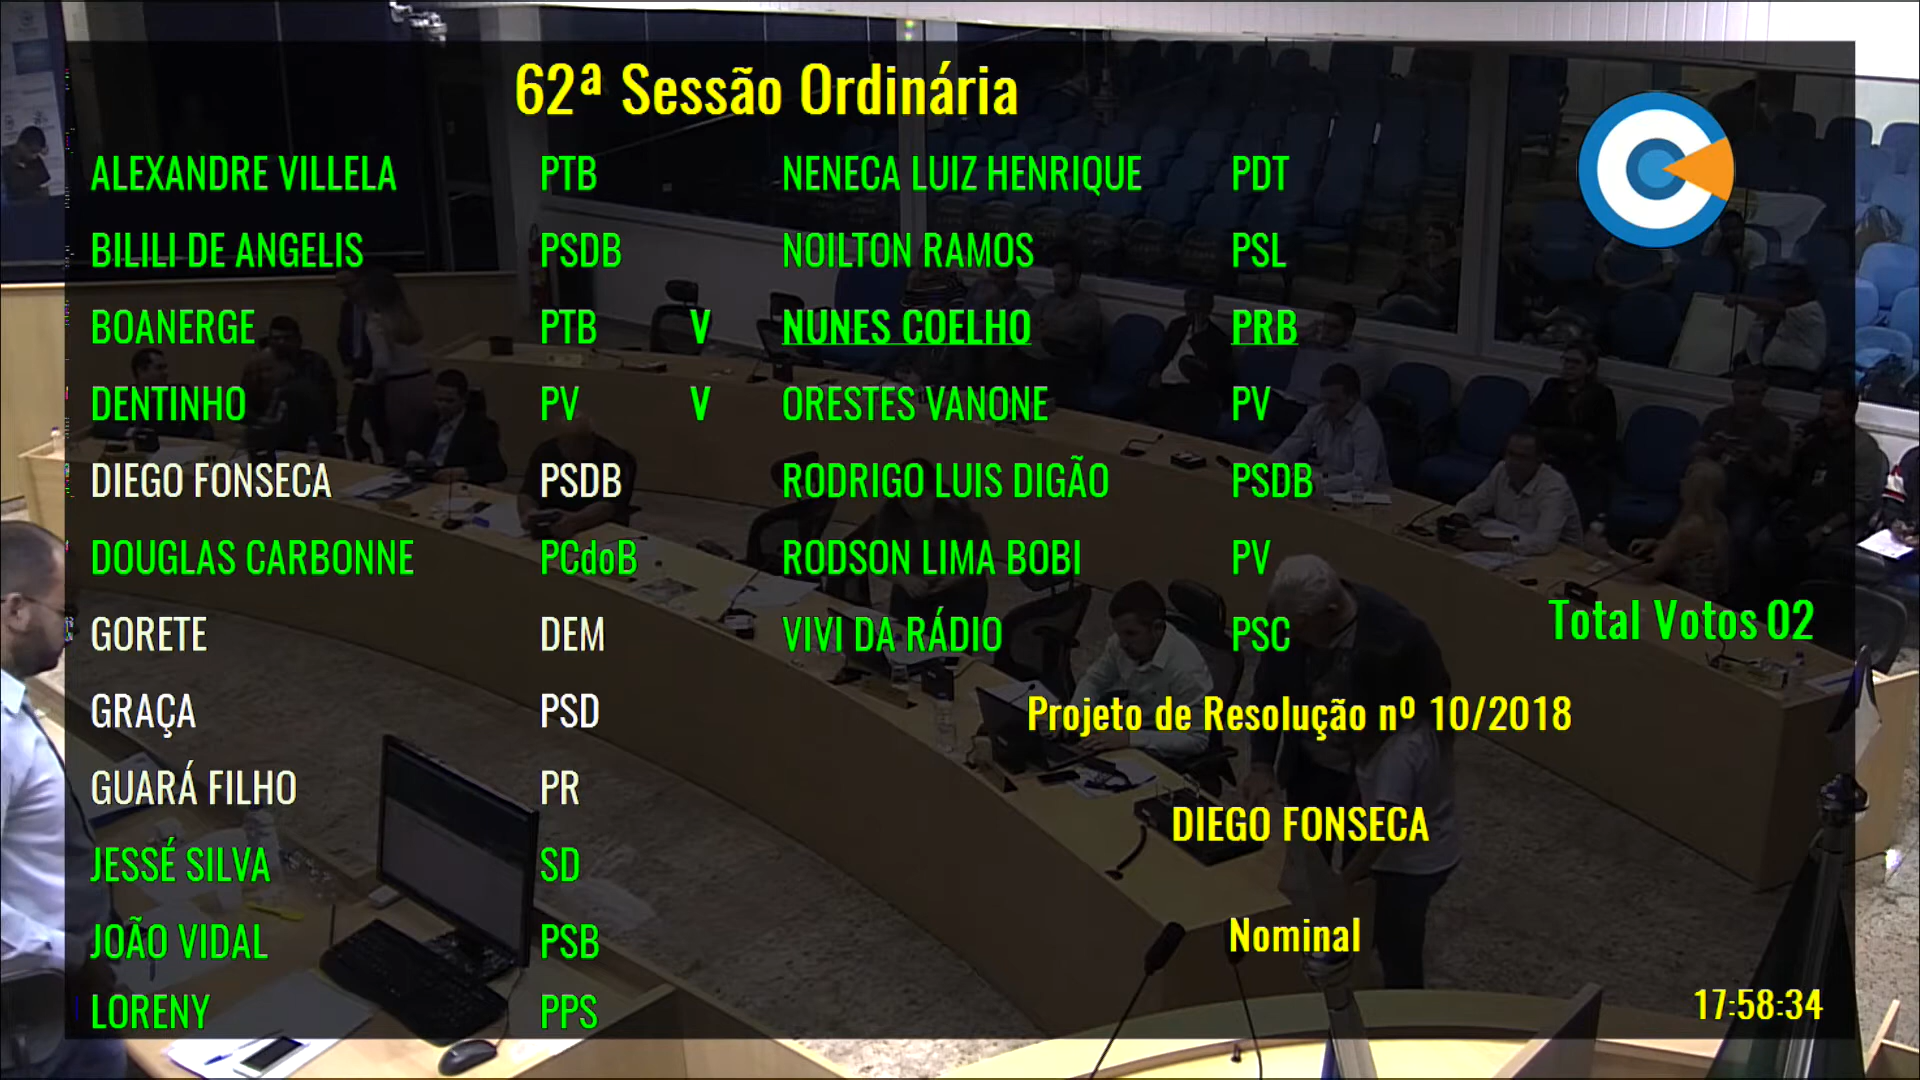 62ª Sessão Ordinária
ALEXANDRE VILLELA PTB
BILILI DE ANGELIS PSDB
BOANERGE PTB V
DENTINHO PV V
DIEGO FONSECA PSDB
DOUGLAS CARBONNE PCdoB
GORETE DEM
GRAÇA PSD
GUARÁ FILHO PR
JESSÉ SILVA SD
JOÃO VIDAL PSB
LORENY PPS
NENECA LUIZ HENRIQUE PDT
NOILTON RAMOS PSL
NUNES COELHO PRB
ORESTES VANONE PV
RODRIGO LUIS DIGÃO PSDB
RODSON LIMA BOBI PV
VIVI DA RÁDIO PSC
Total Votos 02
Projeto de Resolução nº 10/2018
DIEGO FONSECA
Nominal
17:58:34